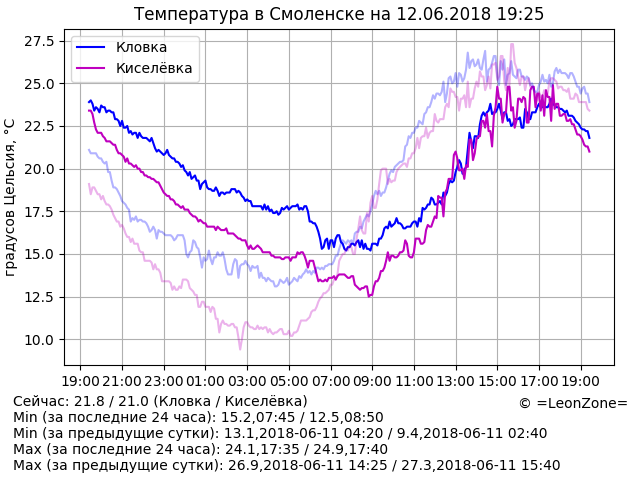 Температура в Смоленске на 12.06.2018 19:25
градусов Цельсия, °C
27.5
25.0
22.5
20.0
17.5
15.0
12.5
10.0
Кловка
Киселёвка
19:00 21:00 23:00 01:00 03:00 05:00 07:00 09:00 11:00 13:00 15:00 17:00 19:00
Сейчас: 21.8 / 21.0 (Кловка / Киселёвка)
© =LeonZone=
Min (за последние 24 часа): 15.2,07:45 / 12.5,08:50
Min (за предыдущие сутки): 13.1,2018-06-11 04:20 / 9.4,2018-06-11 02:40
Max (за последние 24 часа): 24.1,17:35 / 24.9,17:40
Max (за предыдущие сутки): 26.9,2018-06-11 14:25 / 27.3,2018-06-11 15:40